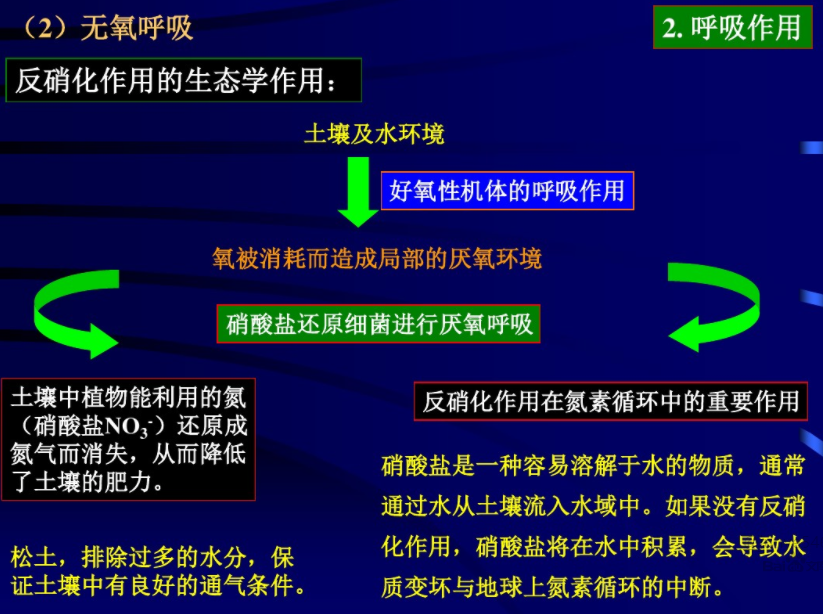 （2）无氧呼吸
2. 呼吸作用
反硝化作用的生态学作用：
土壤及水环境
好氧性机体的呼吸作用
氧被消耗而造成局部的厌氧环境
硝酸盐还原细菌进行厌氧呼吸
土壤中植物能利用的氮
（硝酸盐NO₃⁻）还原成
氮气而消失，从而降低
了土壤的肥力。
松土，排除过多的水分，保
证土壤中有良好的通气条件。
反硝化作用在氮素循环中的重要作用
硝酸盐是一种容易溶解于水的物质，通常
通过水从土壤流入水域中。如果没有反硝
化作用，硝酸盐将在水中积累，会导致水
质变坏与地球上氮素循环的中断。